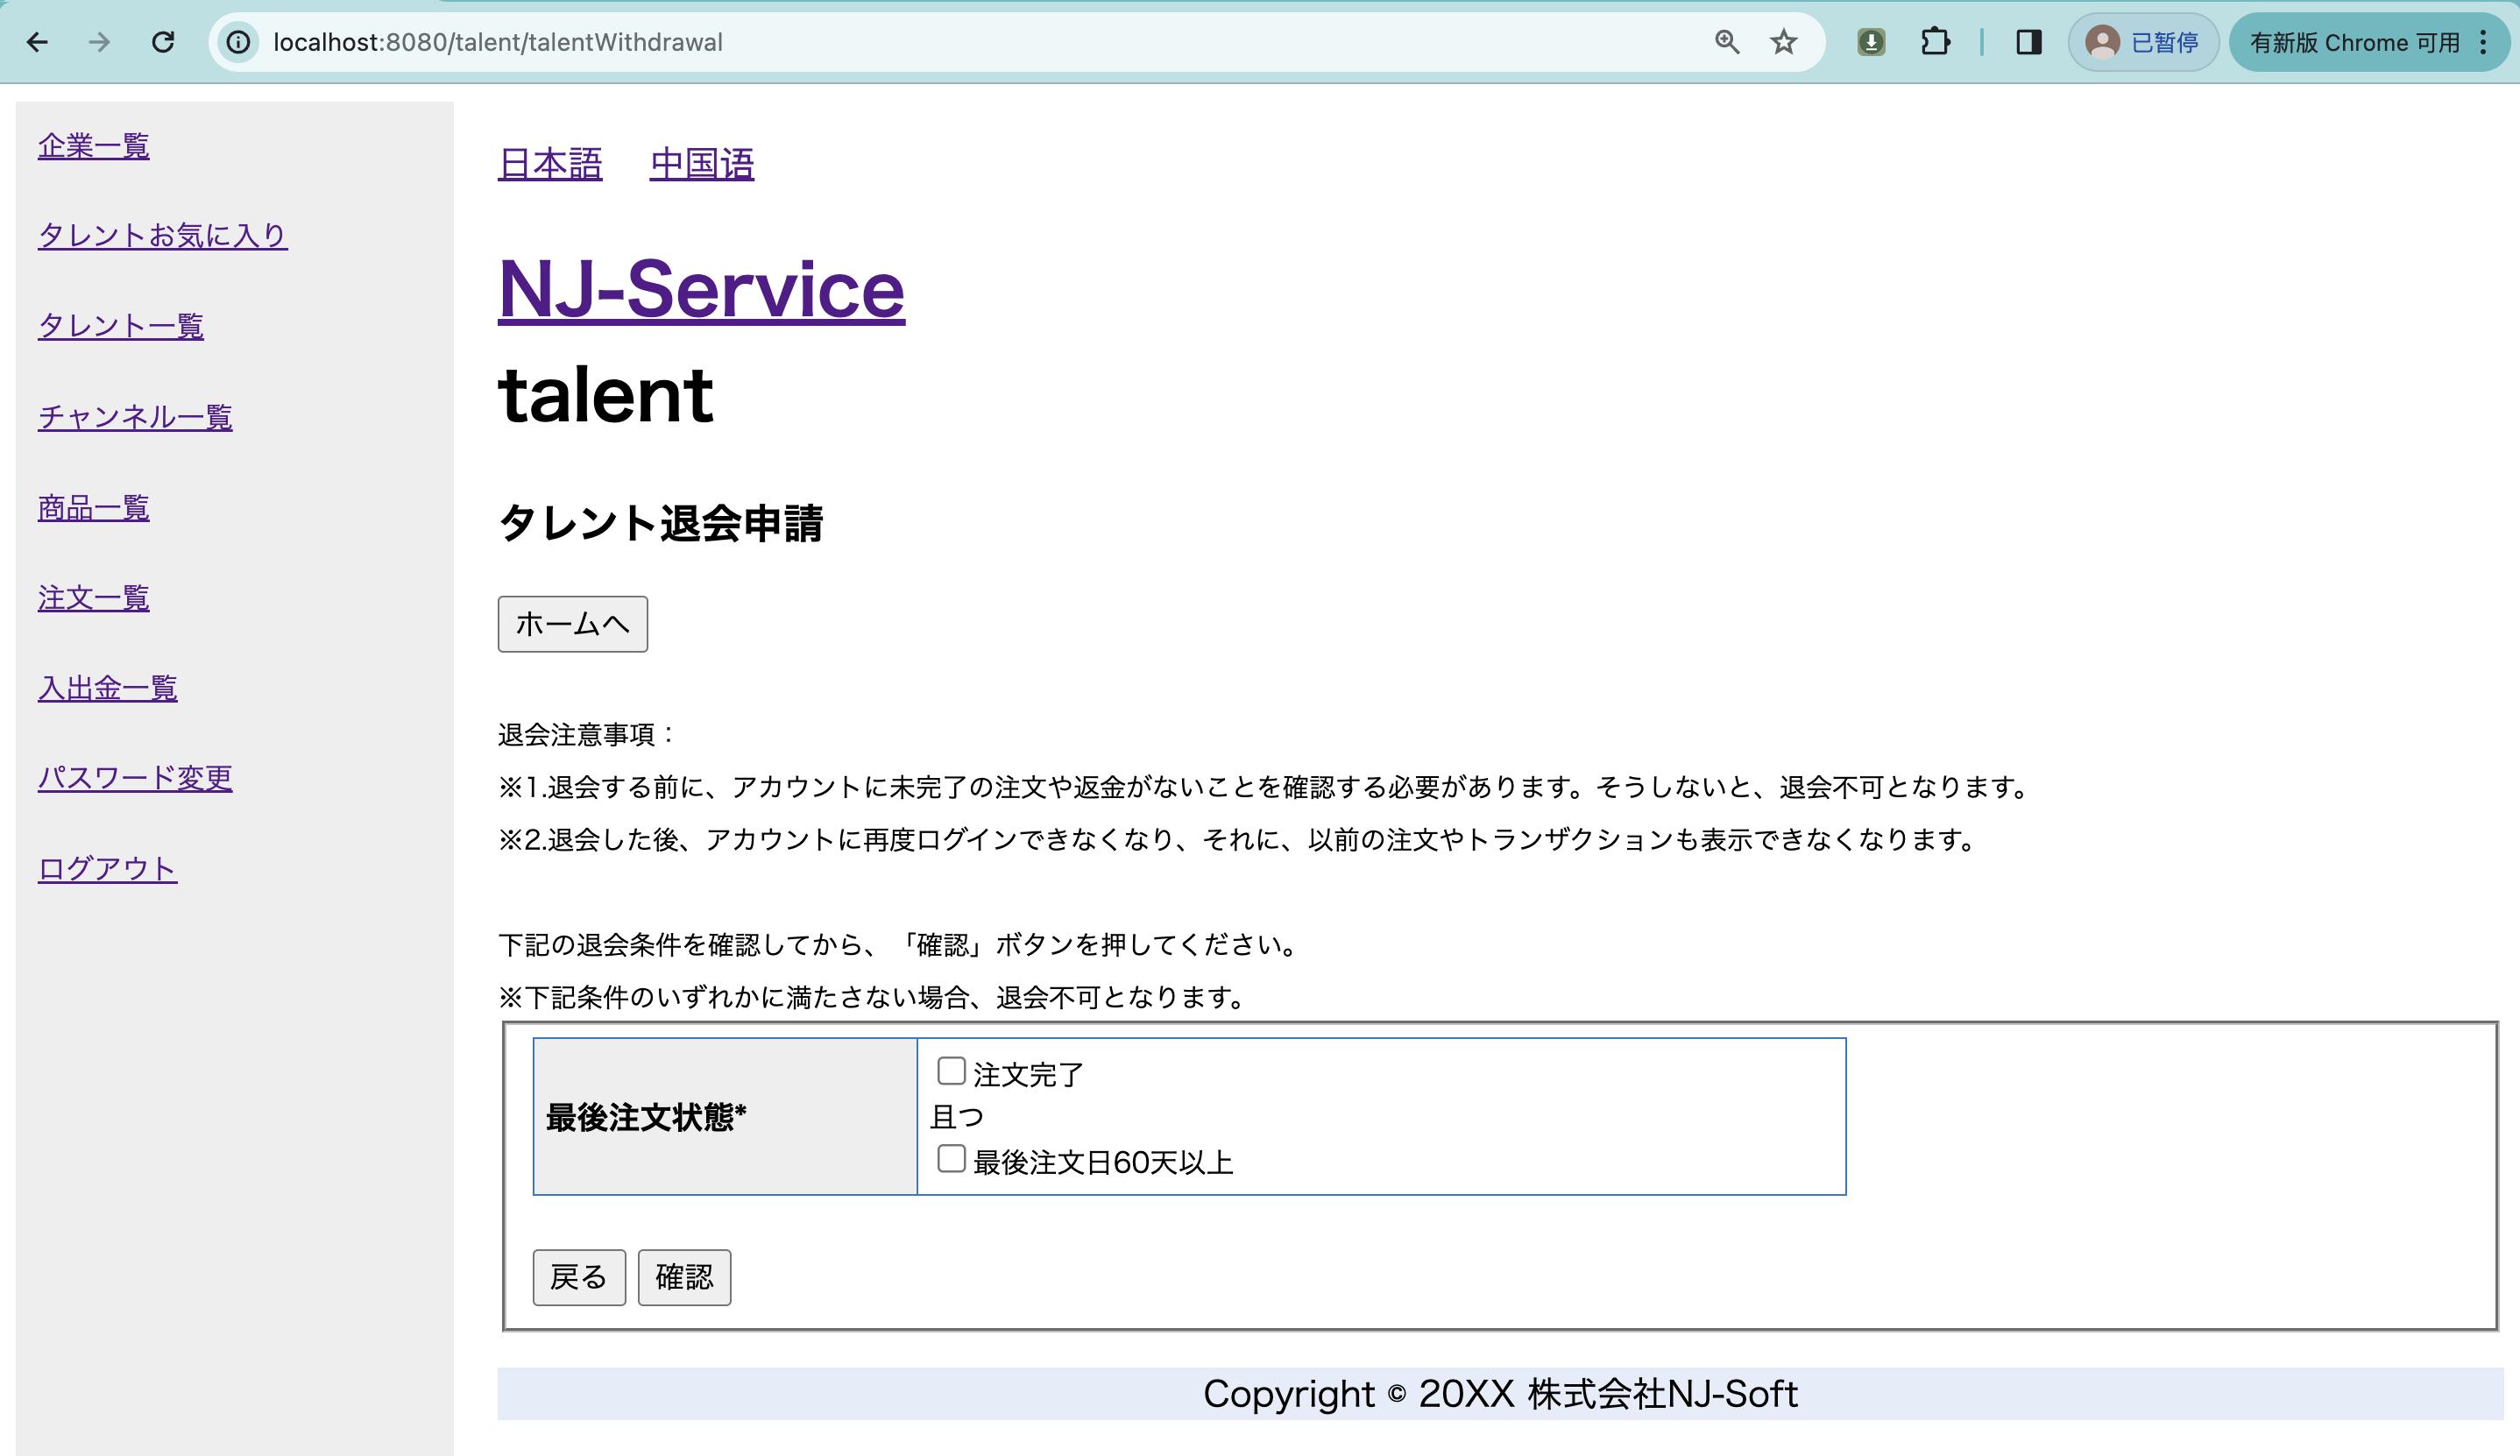 localhost:8080/talent/talentWithdrawal
已暂停
有新版 Chrome 可用
企業一覧
タレントお気に入り
タレント一覧
チャンネル一覧
商品一覧
注文一覧
入出金一覧
パスワード変更
ログアウト
日本語 中国语
NJ-Service
talent
タレント退会申請
ホームへ
退会注意事項：
※1.退会する前に、アカウントに未完了の注文や返金がないことを確認する必要があります。そうしないと、退会不可となります。
※2.退会した後、アカウントに再度ログインできなくなり、それに、以前の注文やトランザクションも表示できなくなります。
下記の退会条件を確認してから、「確認」ボタンを押してください。
※下記条件のいずれかに満たさない場合、退会不可となります。
最後注文状態*
注文完了
且つ
最後注文日60天以上
戻る 確認
Copyright © 20XX 株式会社NJ-Soft